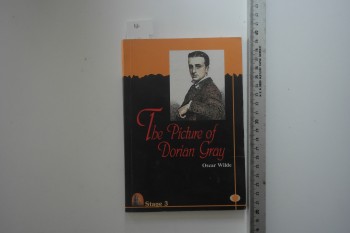 The Picture of
Dorian Gray
Oscar Wilde
Stage 3